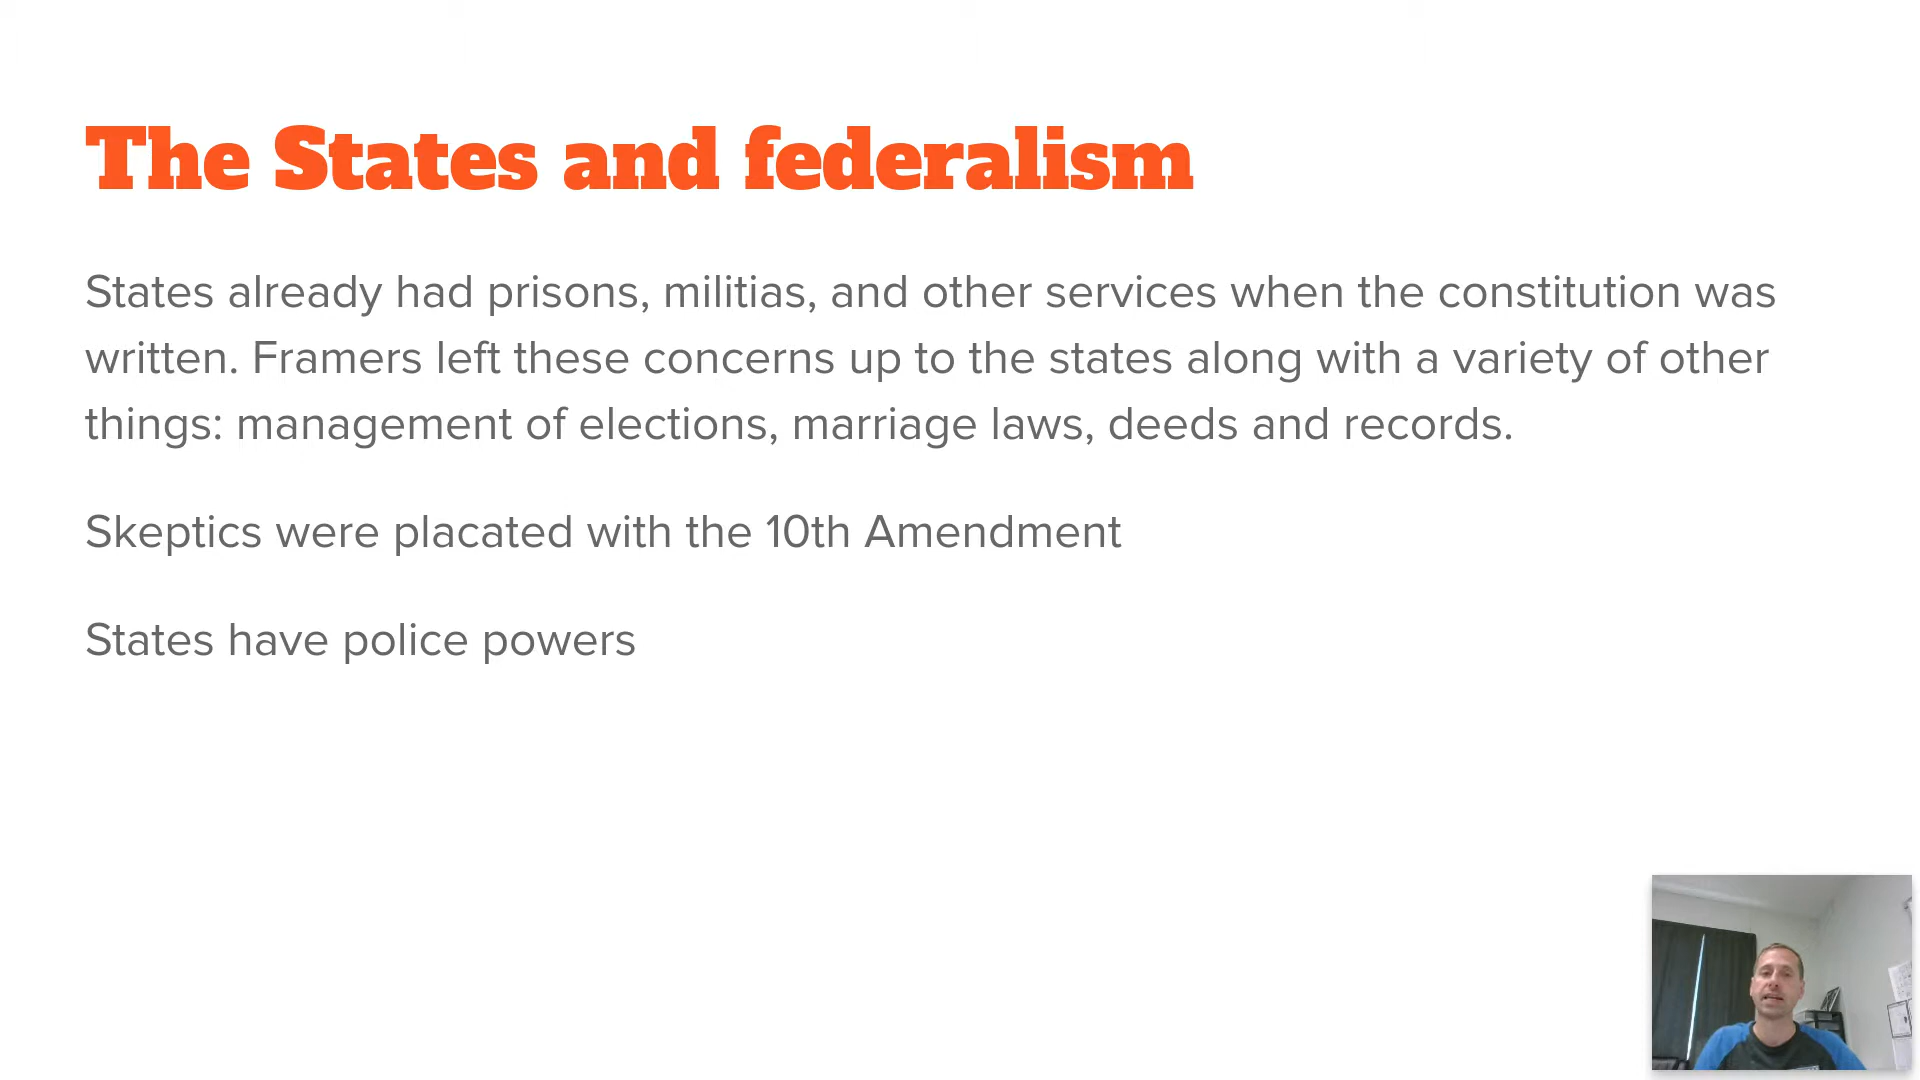 The States and federalism
States already had prisons, militias, and other services when the constitution was
written. Framers left these concerns up to the states along with a variety of other
things: management of elections, marriage laws, deeds and records.
Skeptics were placated with the 10th Amendment
States have police powers